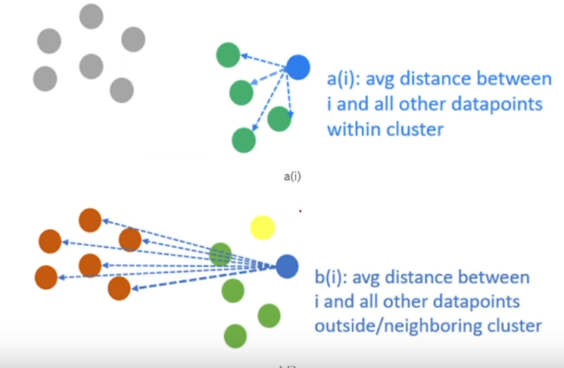 a(i): avg distance between
i and all other datapoints
within cluster
a(i)
b(i): avg distance between
i and all other datapoints
outside/neighboring cluster